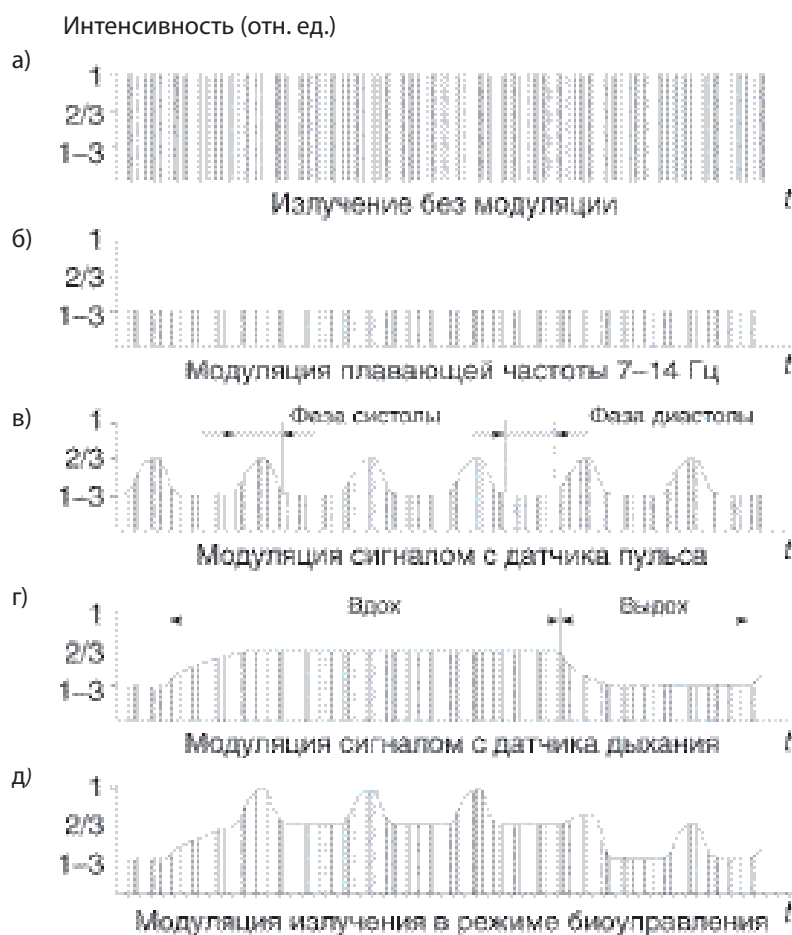 Интенсивность (отн. ед.)
а)
1
2/3
1–3
Излучение без модуляции
t
б)
1
2/3
1–3
Модуляция плавающей частоты 7–14 Гц
t
в)
Фаза систолы Фаза диастолы
1
2/3
1–3
Модуляция сигналом с датчика пульса
t
г)
Вдох Выдох
1
2/3
1–3
Модуляция сигналом с датчика дыхания
t
д)
1
2/3
1–3
Модуляция излучения в режиме биоуправления
t